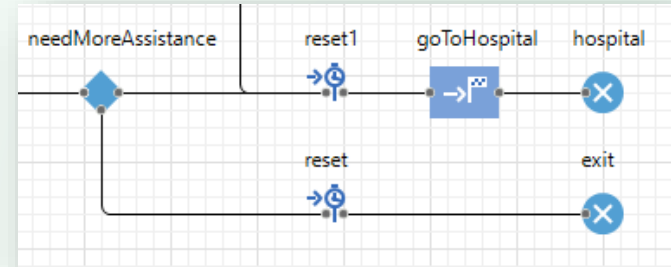 needMoreAssistance
reset1
goToHospital
hospital
reset
exit